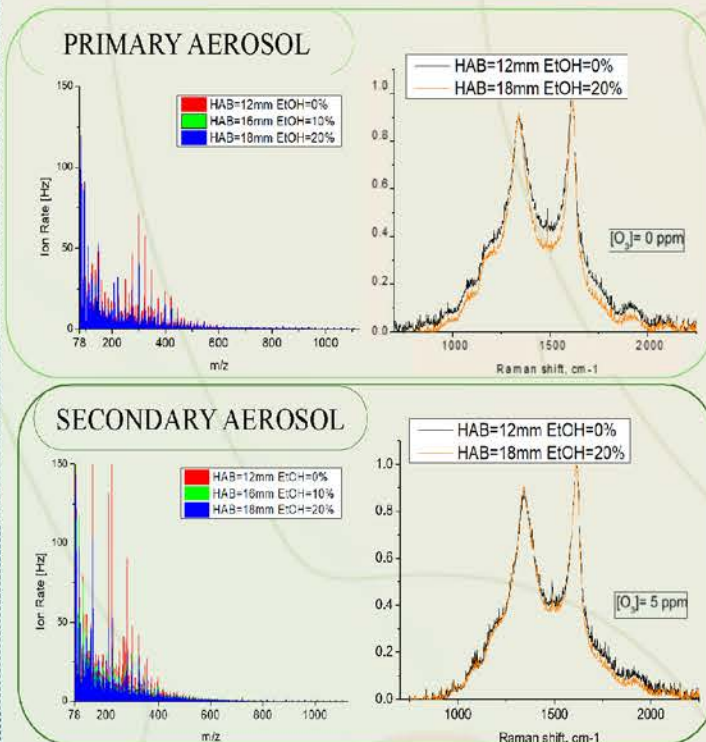 PRIMARY AEROSOL
150
100
50
0
Ion Rate [Hz]
HAB=12mm EtOH=0%
HAB=16mm EtOH=10%
HAB=18mm EtOH=20%
78 200 400 600 800 1000
m/z
HAB=12mm EtOH=0%
HAB=18mm EtOH=20%
1.0
0.8
0.6
0.4
0.2
0.0
[O3]= 0 ppm
1000 1500 2000
Raman shift, cm-1
SECONDARY AEROSOL
150
100
50
0
Ion Rate [Hz]
HAB=12mm EtOH=0%
HAB=16mm EtOH=10%
HAB=18mm EtOH=20%
78 200 400 600 800 1000
m/z
HAB=12mm EtOH=0%
HAB=18mm EtOH=20%
1.0
0.8
0.6
0.4
0.2
0.0
[O3]= 5 ppm
1000 1500 2000
Raman shift, cm-1